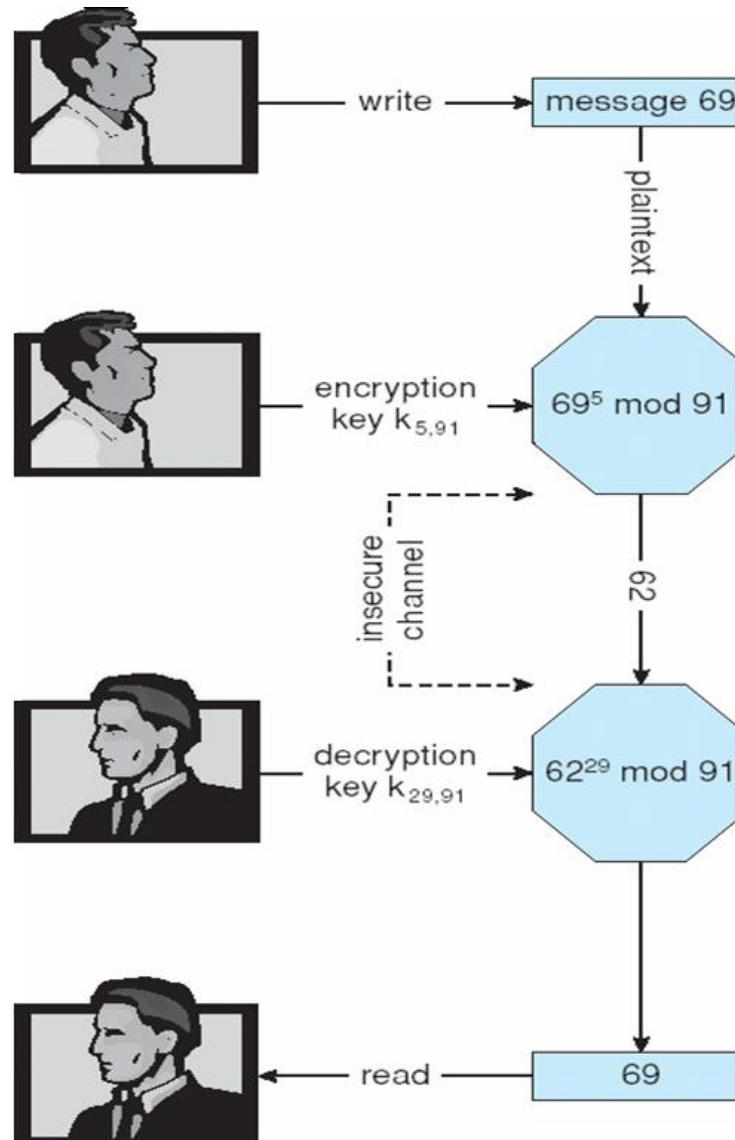 write
message 69
plaintext
encryption
key k₅,₉₁
69⁵ mod 91
insecure
channel
62
decryption
key k₂₉,₉₁
62²⁹ mod 91
read
69